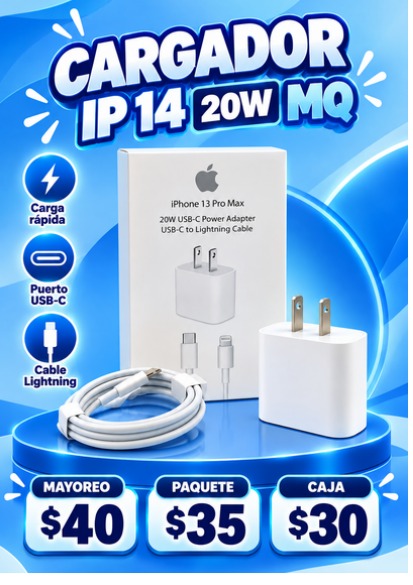 CARGADOR
IP 14 20W MQ
iPhone 13 Pro Max
20W USB-C Power Adapter
USB-C to Lightning Cable
Carga
rápida
Puerto
USB-C
Cable
Lightning
MAYOREO
$40
PAQUETE
$35
CAJA
$30